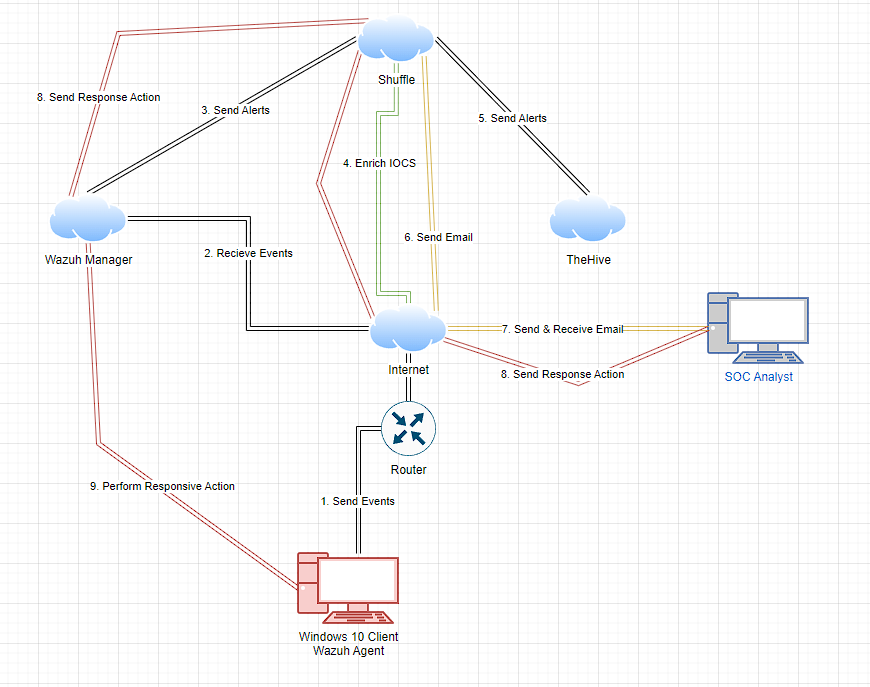 Shuffle
8. Send Response Action
3. Send Alerts
5. Send Alerts
4. Enrich IOCS
6. Send Email
Wazuh Manager
2. Recieve Events
TheHive
7. Send & Receive Email
Internet
8. Send Response Action
SOC Analyst
Router
9. Perform Responsive Action
1. Send Events
Windows 10 Client
Wazuh Agent